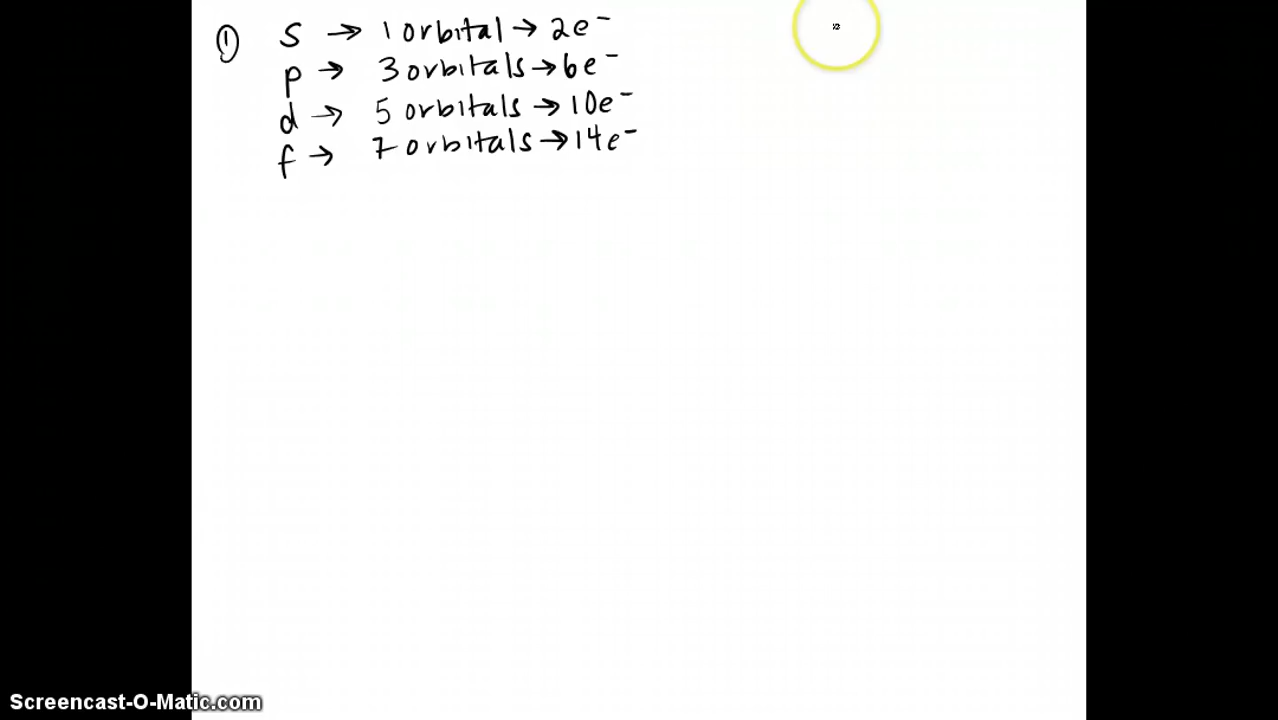 ① s → 1 orbital → 2e⁻
p → 3 orbitals → 6e⁻
d → 5 orbitals → 10e⁻
f → 7 orbitals → 14e⁻
Screencast-O-Matic.com